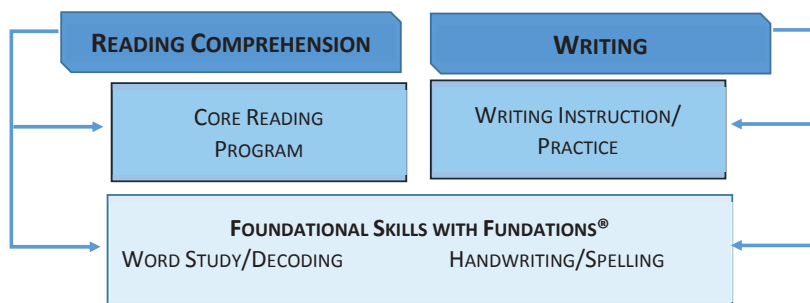 READING COMPREHENSION
WRITING
CORE READING
PROGRAM
WRITING INSTRUCTION/
PRACTICE
FOUNDATIONAL SKILLS WITH FUNDATIONS®
WORD STUDY/DECODING
HANDWRITING/SPELLING